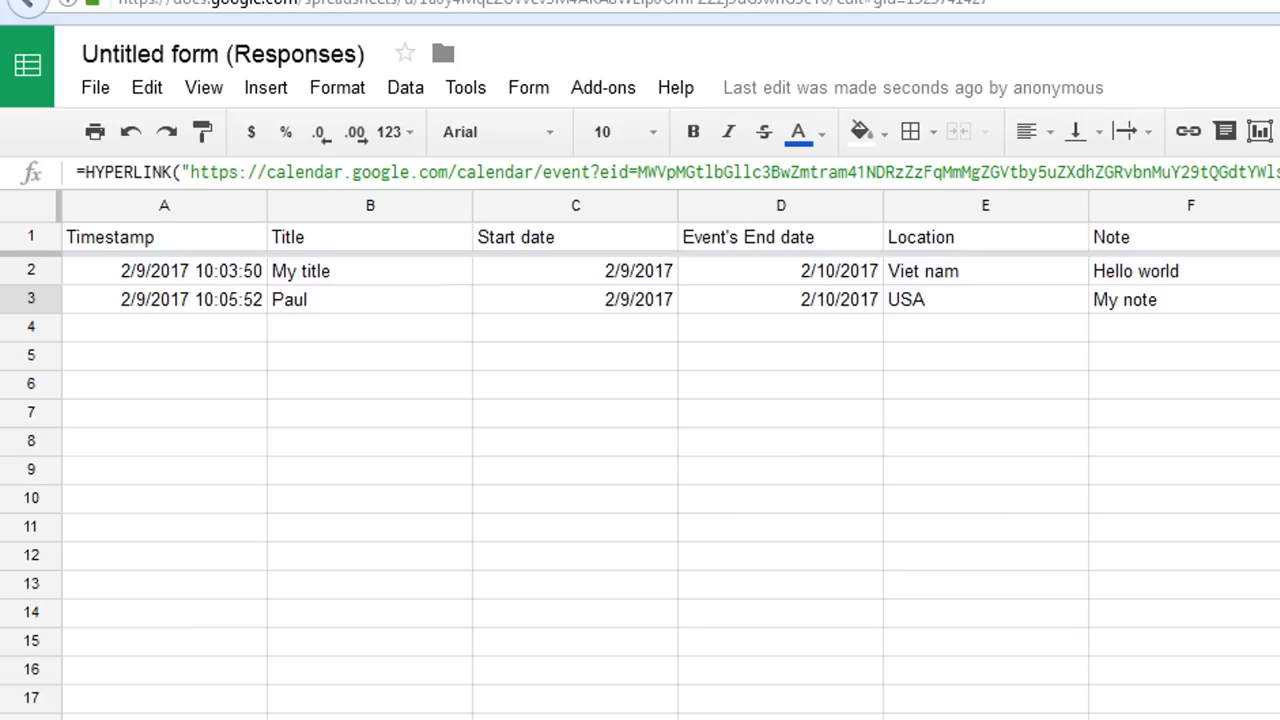 Untitled form (Responses)
File Edit View Insert Format Data Tools Form Add-ons Help Last edit was made seconds ago by anonymous
$ % .0 .00 123 Arial 10 B I S A
fx =HYPERLINK("https://calendar.google.com/calendar/event?eid=
A B C D E F
1 Timestamp Title Start date Event's End date Location Note
2 2/9/2017 10:03:50 My title 2/9/2017 2/10/2017 Viet nam Hello world
3 2/9/2017 10:05:52 Paul 2/9/2017 2/10/2017 USA My note
4
5
6
7
8
9
10
11
12
13
14
15
16
17